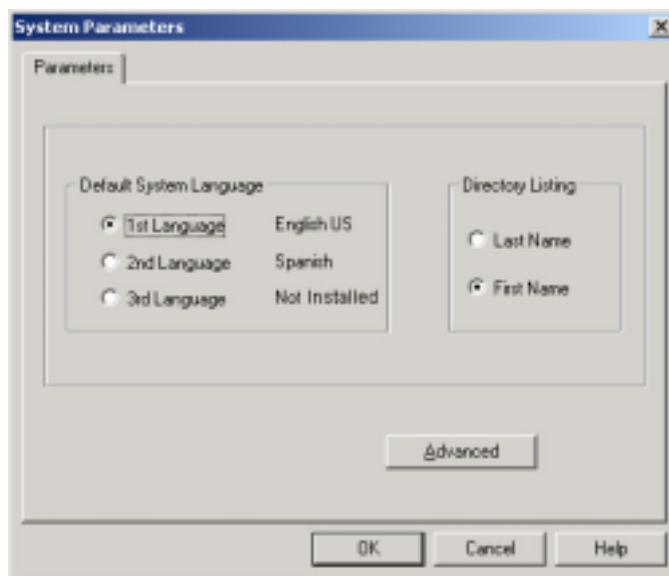 System Parameters
Parameters
Default System Language
1st Language English US
2nd Language Spanish
3rd Language Not Installed
Directory Listing
Last Name
First Name
Advanced
OK Cancel Help